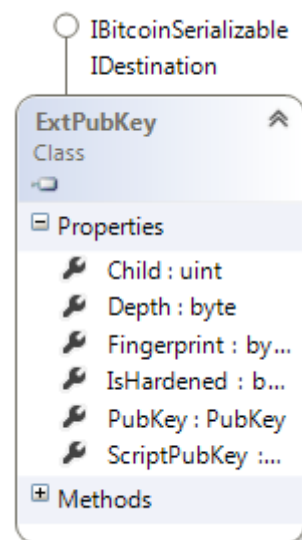 IBitcoinSerializable
IDestination
ExtPubKey
Class
Properties
Child : uint
Depth : byte
Fingerprint : by...
IsHardened : b...
PubKey : PubKey
ScriptPubKey :...
Methods